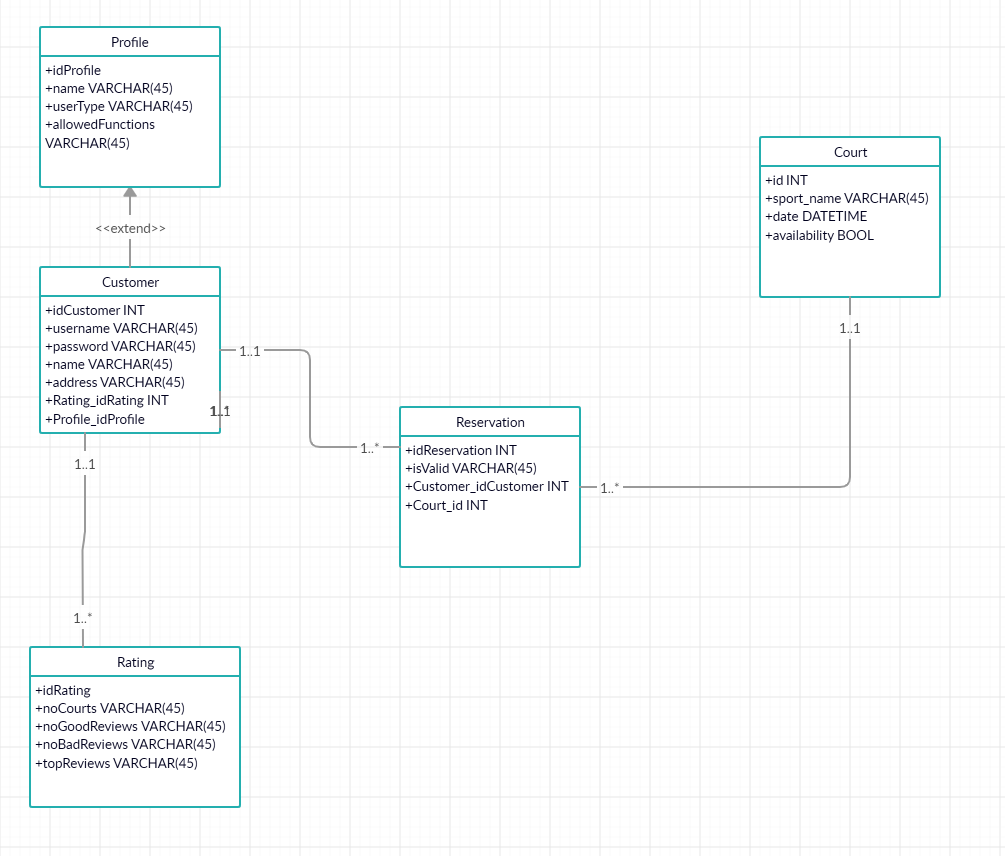 Profile
+idProfile
+name VARCHAR(45)
+userType VARCHAR(45)
+allowedFunctions
VARCHAR(45)
<<extend>>
Customer
+idCustomer INT
+username VARCHAR(45)
+password VARCHAR(45)
+name VARCHAR(45)
+address VARCHAR(45)
+Rating_idRating INT
+Profile_idProfile
1..1
1..1
1..1
1..*
Rating
+idRating
+noCourts VARCHAR(45)
+noGoodReviews VARCHAR(45)
+noBadReviews VARCHAR(45)
+topReviews VARCHAR(45)
1..*
Reservation
+idReservation INT
+isValid VARCHAR(45)
+Customer_idCustomer INT
+Court_id INT
1..*
Court
+id INT
+sport_name VARCHAR(45)
+date DATETIME
+availability BOOL
1..1